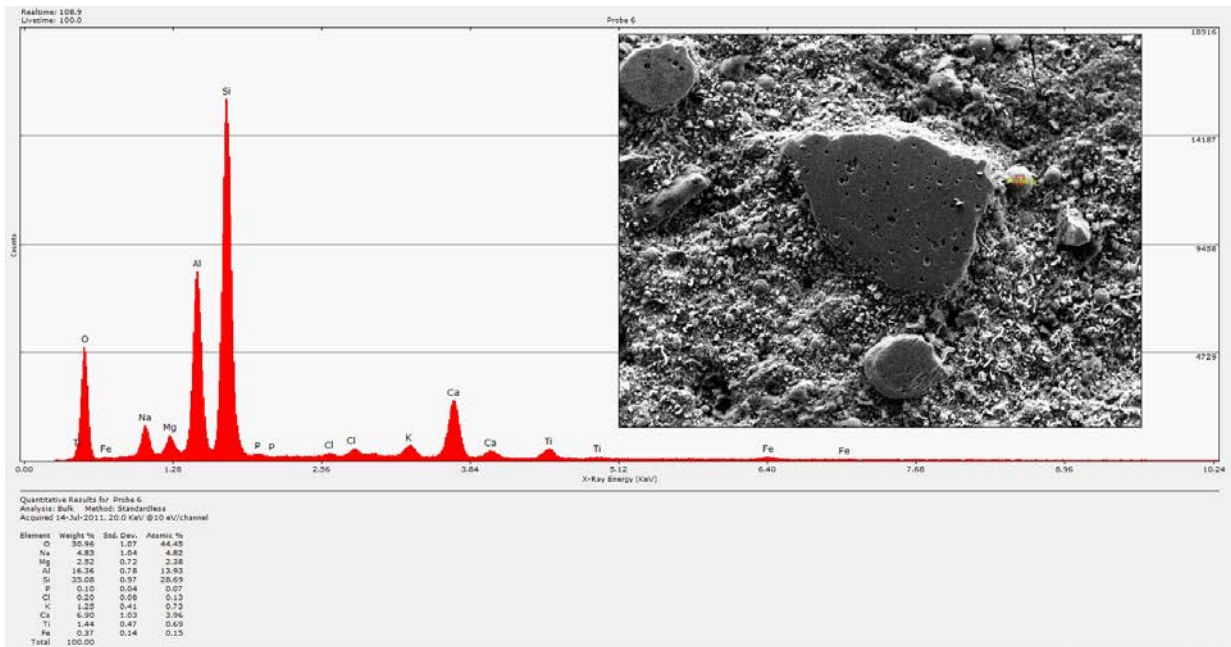 Realtime: 108.9
Livetime: 100.0
Probe 6
18916
Si
14187
Al
Counts
9458
O
Ca
4729
Na
Mg
Fe
P
P
Cl
Cl
K
Ca
Ti
Ti
Fe
Fe
0.00 1.28 2.56 3.84 5.12 6.40 7.68 8.96 10.24
X-Ray Energy (KeV)
Quantitative Results for Probe 6
Analysis: Bulk Method: Standardless
Acquired 14-Jul-2011, 20.0 KeV @10 eV/channel
Element Weight % Std. Dev. Atomic %
O 30.96 1.07 44.45
Na 4.83 1.04 4.82
Mg 2.52 0.72 2.38
Al 16.36 0.78 13.93
Si 35.08 0.97 28.69
P 0.10 0.04 0.07
Cl 0.20 0.08 0.13
K 1.25 0.41 0.73
Ca 6.90 1.03 3.96
Ti 1.44 0.47 0.69
Fe 0.37 0.14 0.15
Total 100.00